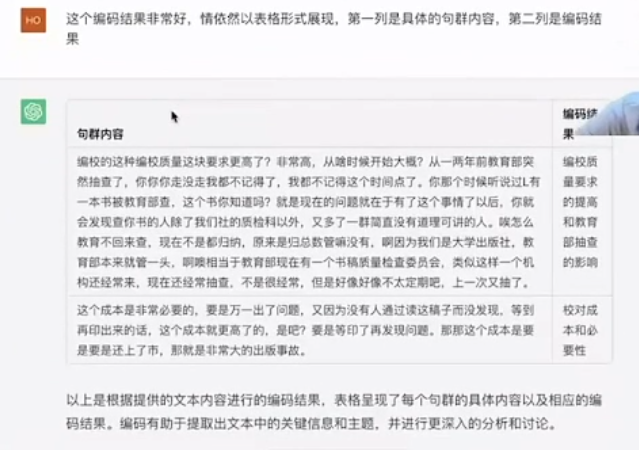 HO
这个编码结果非常好，情依然以表格形式展现，第一列是具体的句群内容，第二列是编码结
果
句群内容
编码结
果
编校的这种编校质量这块要求更高了？非常高，从啥时候开始大概？从一两年前教育部突
然抽查了，你你你走没走我都不记得了，我都不记得这个时间点了。你那个时候听说过L有
一本书被教育部查，这个书你知道吗？就是现在的问题就在于有了这个事情了以后，你就
会发现查你书的人除了我们社的质检科以外，又多了一群简直没有道理可讲的人。唉怎么
教育不回来查，现在不是都归纳，原来是归总数管嘛没有，啊因为我们是大学出版社，教
育部本来就管一头，啊噢相当于教育部现在有一个书稿质量检查委员会，类似这样一个机
构还经常来，现在还经常抽查，不是很经常，但是好像好像不太定期吧，上一次又抽了。
编校质
量要求
的提高
和教育
部抽查
的影响
这个成本是非常必要的，要是万一出了问题，又因为没有人通过读这稿子而没发现，等到
再印出来的话，这个成本就更高了的，是吧？要是等印了再发现问题。那那这个成本是要
是要是还上了市，那就是非常大的出版事故。
校对成
本和必
要性
以上是根据提供的文本内容进行的编码结果，表格呈现了每个句群的具体内容以及相应的编
码结果。编码有助于提取出文本中的关键信息和主题，并进行更深入的分析和讨论。